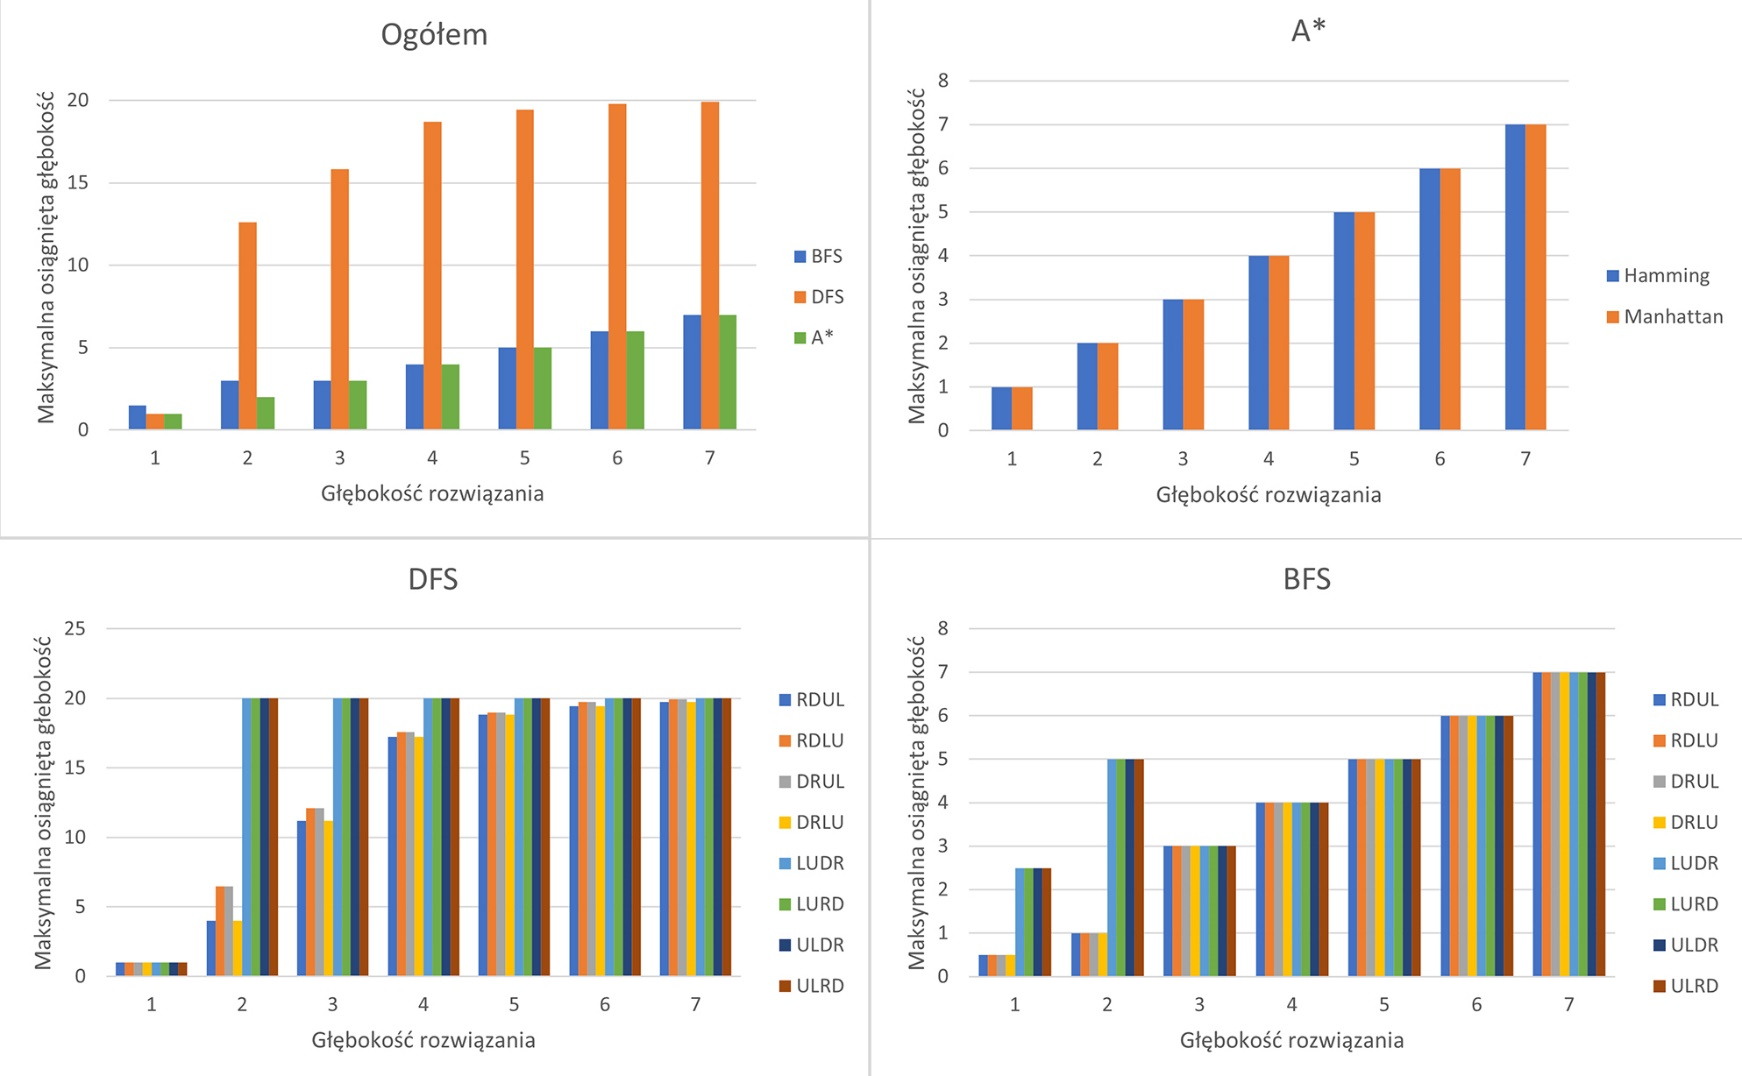 Ogółem
Maksymalna osiągnięta głębokość
20
15
10
5
0
1 2 3 4 5 6 7
Głębokość rozwiązania
BFS
DFS
A*
A*
Maksymalna osiągnięta głębokość
8
7
6
5
4
3
2
1
0
1 2 3 4 5 6 7
Głębokość rozwiązania
Hamming
Manhattan
DFS
Maksymalna osiągnięta głebokość
25
20
15
10
5
0
1 2 3 4 5 6 7
Głębokość rozwiązania
RDUL
RDLU
DRUL
DRLU
LUDR
LURD
ULDR
ULRD
BFS
Maksymalna osiągnięta głębokość
8
7
6
5
4
3
2
1
0
1 2 3 4 5 6 7
Głębokość rozwiązania
RDUL
RDLU
DRUL
DRLU
LUDR
LURD
ULDR
ULRD